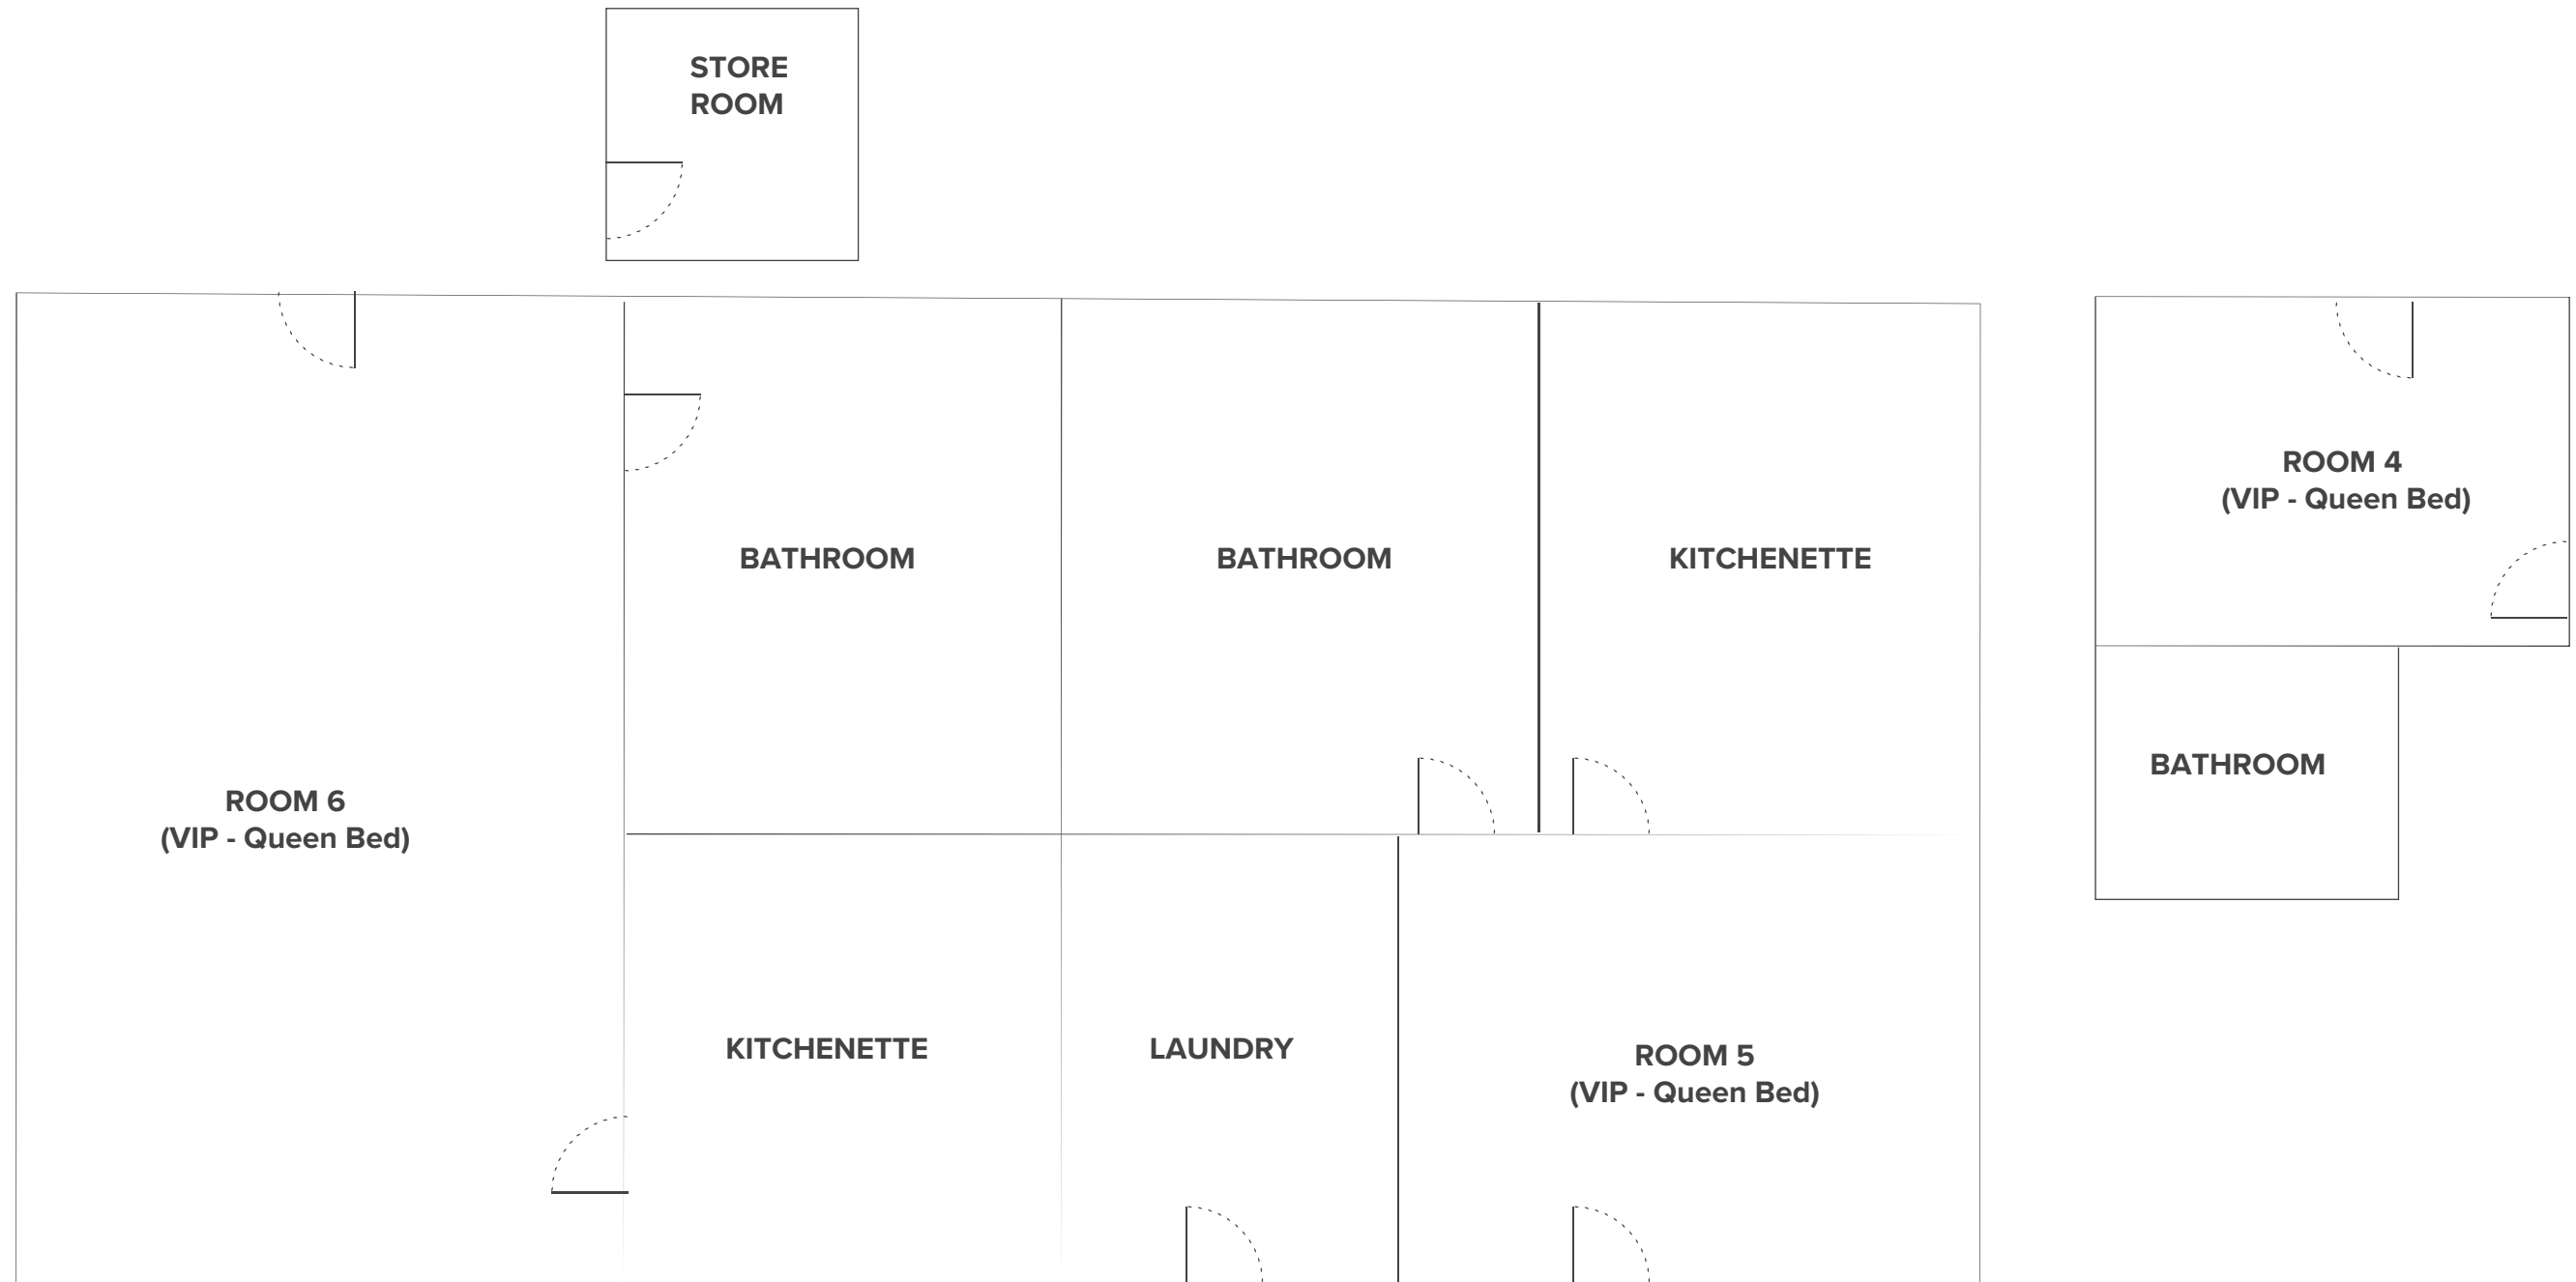 STORE
ROOM
ROOM 4
(VIP - Queen Bed)
BATHROOM
BATHROOM
KITCHENETTE
BATHROOM
ROOM 6
(VIP - Queen Bed)
KITCHENETTE
LAUNDRY
ROOM 5
(VIP - Queen Bed)